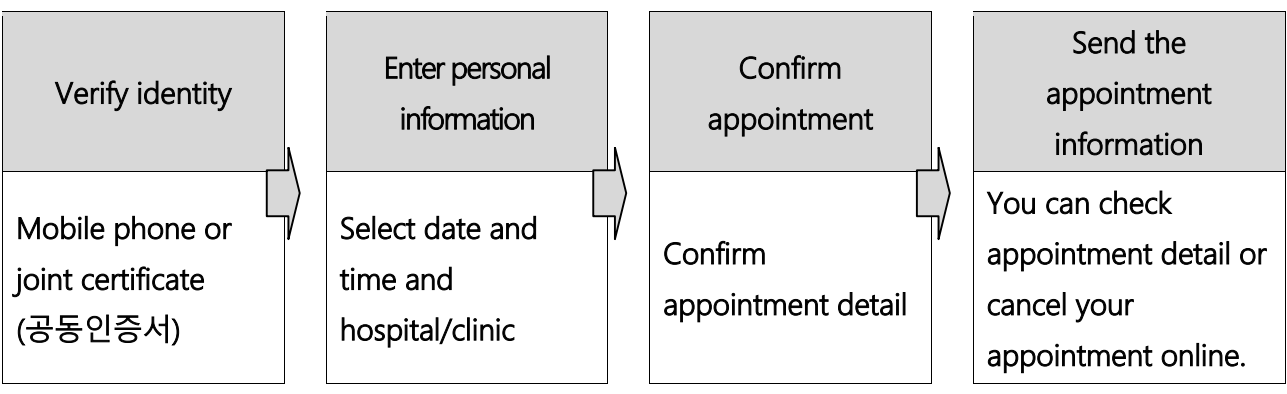 Verify identity
Mobile phone or
joint certificate
(공동인증서)
Enter personal
information
Select date and
time and
hospital/clinic
Confirm
appointment
Confirm
appointment detail
Send the
appointment
information
You can check
appointment detail or
cancel your
appointment online.